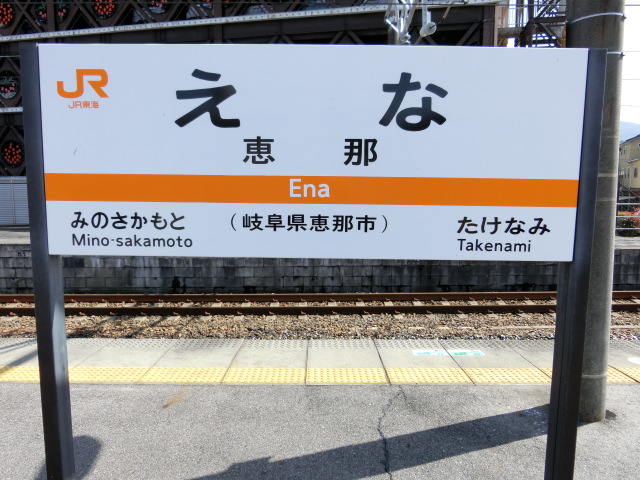 JR
JR東海
えな
恵那
Ena
みのさかもと
Mino-sakamoto
(岐阜県恵那市)
たけなみ
Takenami